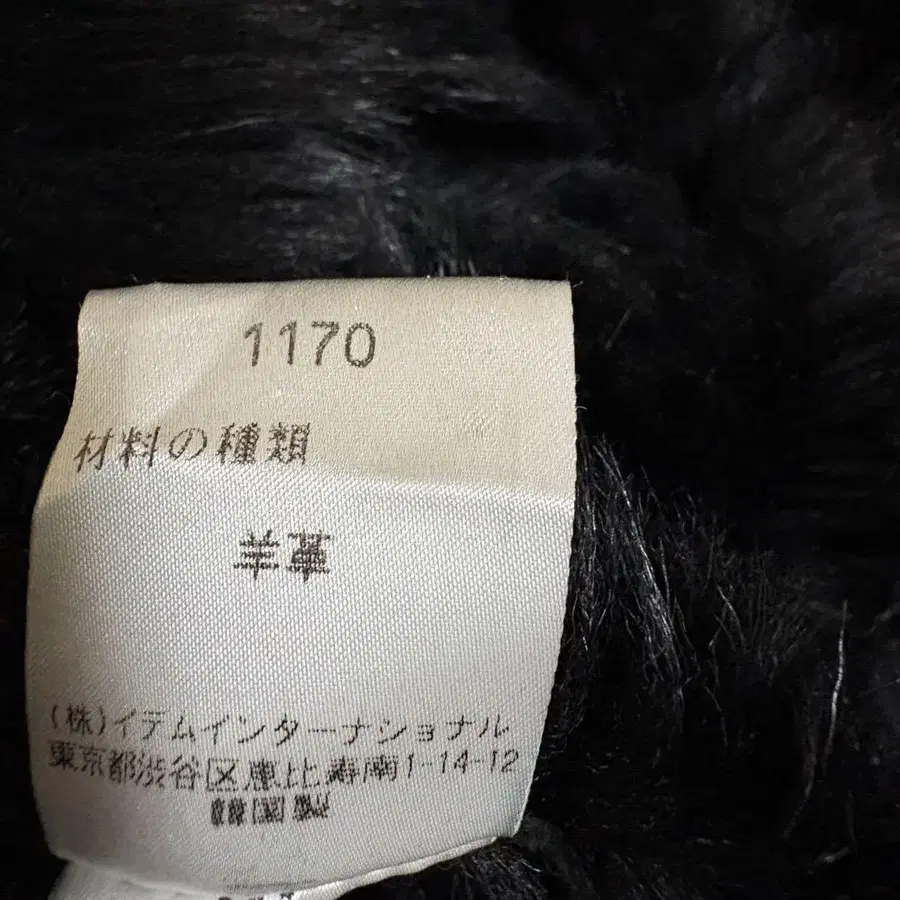 1170
材料の種類
羊革
(株)イテムインターナショナル
東京都渋谷区恵比寿南1-14-12
韓国製